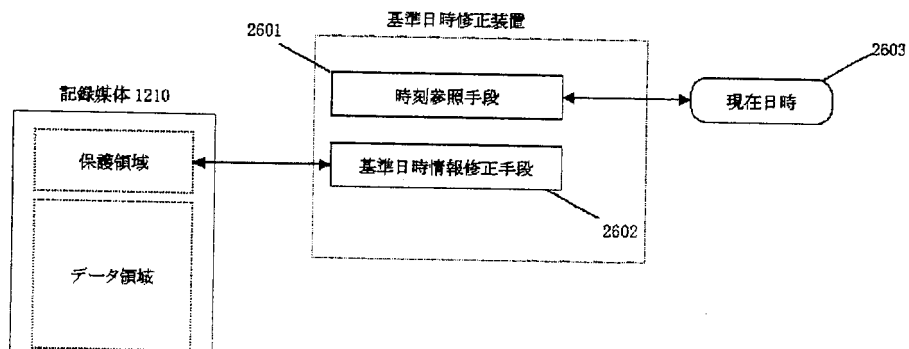 基準日時修正装置
2601
2603
記録媒体 1210
時刻参照手段
現在日時
保護領域
基準日時情報修正手段
2602
データ領域